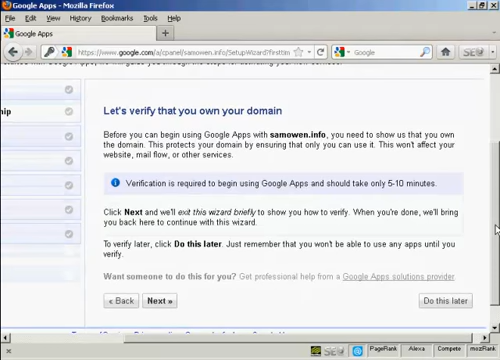 Google Apps - Mozilla Firefox
File Edit View History Bookmarks Tools Help
Google Apps
https://www.google.com/a/cpanel/samowen.info/SetupWizard?firsttim
Google
Let's verify that you own your domain
Before you can begin using Google Apps with samowen.info, you need to show us that you own
the domain. This protects your domain by ensuring that only you can use it. This won't affect your
website, mail flow, or other services.
Verification is required to begin using Google Apps and should take only 5-10 minutes.
Click Next and we'll exit this wizard briefly to show you how to verify. When you're done, we'll bring
you back here to continue with this wizard.
To verify later, click Do this later. Just remember that you won't be able to use any apps until you
verify.
Want someone to do this for you? Get professional help from a Google Apps solutions provider.
« Back Next » Do this later
PageRank Alexa Compete mozRank